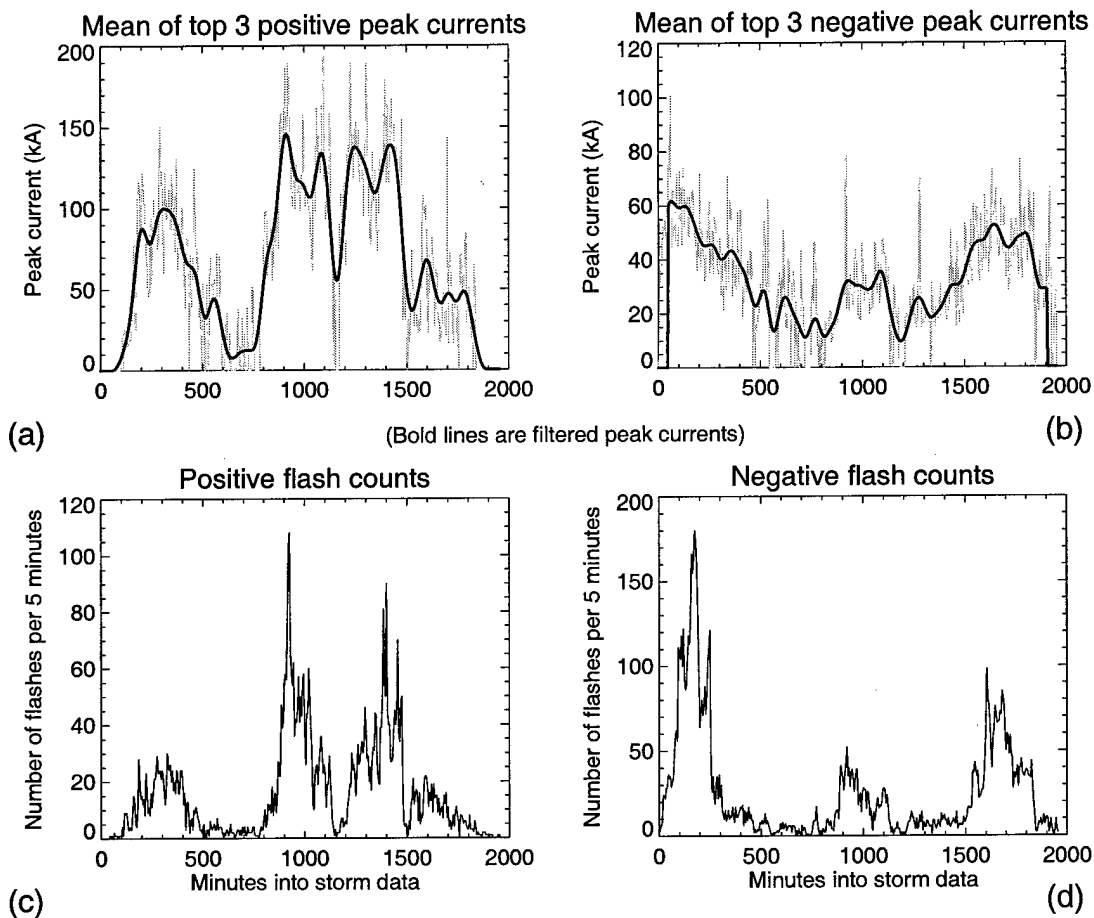 Mean of top 3 positive peak currents
200
150
100
50
0
Peak current (kA)
0 500 1000 1500 2000
(a)
Mean of top 3 negative peak currents
120
100
80
60
40
20
0
Peak current (kA)
0 500 1000 1500 2000
(b)
(Bold lines are filtered peak currents)
Positive flash counts
120
100
80
60
40
20
0
Number of flashes per 5 minutes
0 500 1000 1500 2000
Minutes into storm data
(c)
Negative flash counts
200
150
100
50
0
Number of flashes per 5 minutes
0 500 1000 1500 2000
Minutes into storm data
(d)